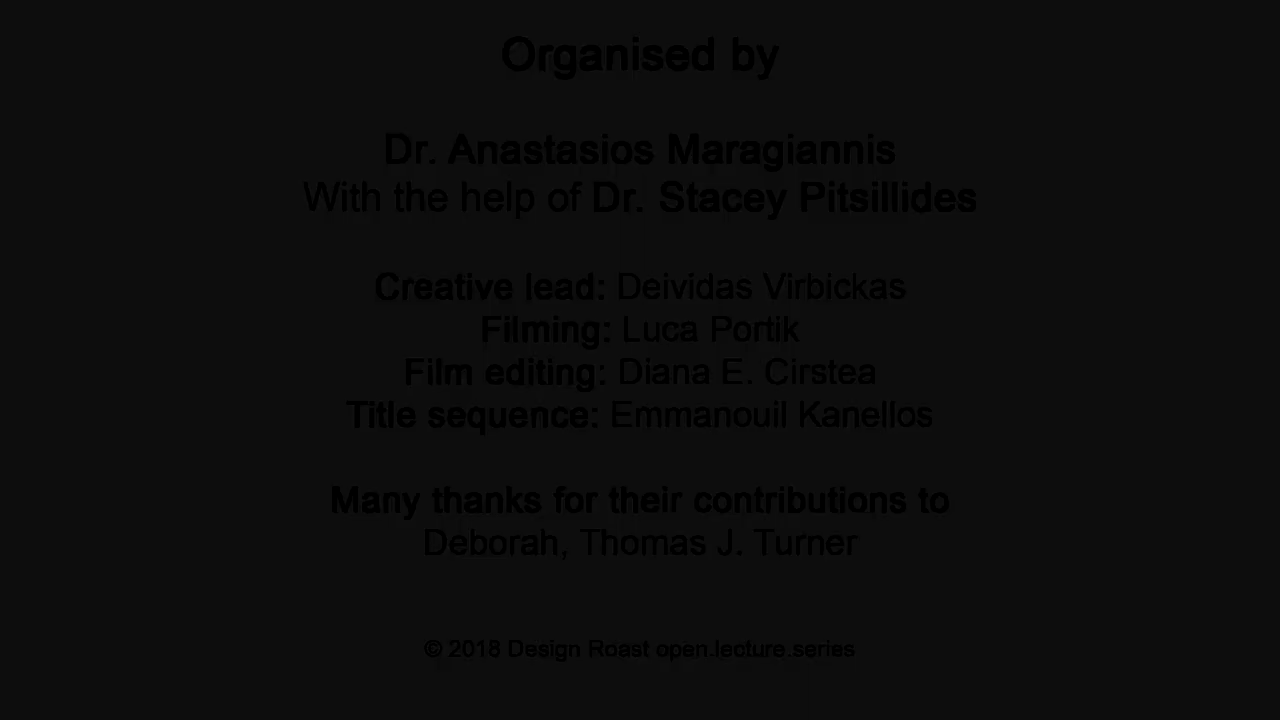 Organised by
Dr. Anastasios Maragiannis
With the help of Dr. Stacey Pitsillides
Creative lead: Deividas Virbickas
Filming: Luca Portik
Film editing: Diana E. Cirstea
Title sequence: Emmanouil Kanellos
Many thanks for their contributions to
Deborah, Thomas J. Turner
© 2018 Design Roast open.lecture.series